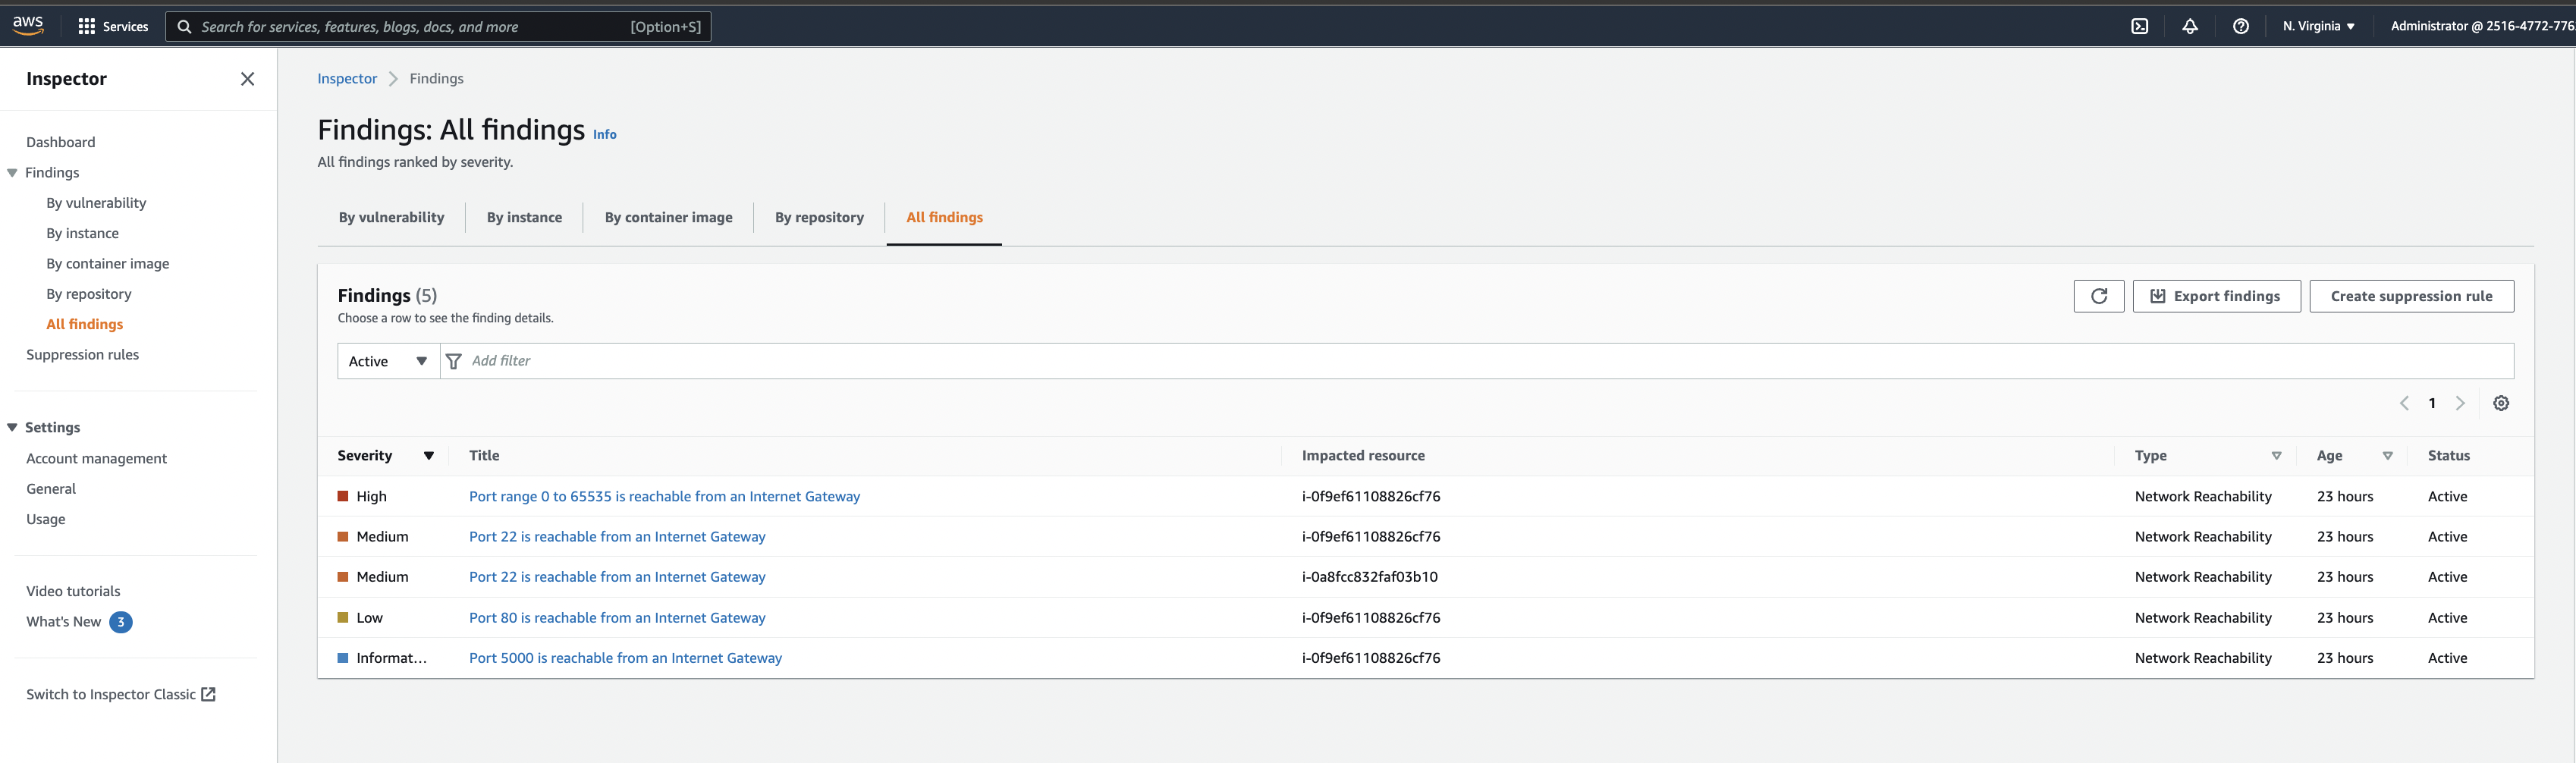 aws
Services
Search for services, features, blogs, docs, and more [Option+S]
N. Virginia
Administrator @ 2516-4772-776
Inspector
Dashboard
Findings
By vulnerability
By instance
By container image
By repository
All findings
Suppression rules
Settings
Account management
General
Usage
Video tutorials
What's New 3
Switch to Inspector Classic
Inspector Findings
Findings: All findings Info
All findings ranked by severity.
By vulnerability By instance By container image By repository All findings
Findings (5)
Choose a row to see the finding details.
Export findings
Create suppression rule
Active Add filter
1
Severity Title Impacted resource Type Age Status
High Port range 0 to 65535 is reachable from an Internet Gateway i-0f9ef61108826cf76 Network Reachability 23 hours Active
Medium Port 22 is reachable from an Internet Gateway i-0f9ef61108826cf76 Network Reachability 23 hours Active
Medium Port 22 is reachable from an Internet Gateway i-0a8fcc832faf03b10 Network Reachability 23 hours Active
Low Port 80 is reachable from an Internet Gateway i-0f9ef61108826cf76 Network Reachability 23 hours Active
Informat... Port 5000 is reachable from an Internet Gateway i-0f9ef61108826cf76 Network Reachability 23 hours Active